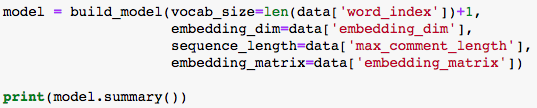 model = build_model(vocab_size=len(data['word_index'])+1,
                    embedding_dim=data['embedding_dim'],
                    sequence_length=data['max_comment_length'],
                    embedding_matrix=data['embedding_matrix'])

print(model.summary())